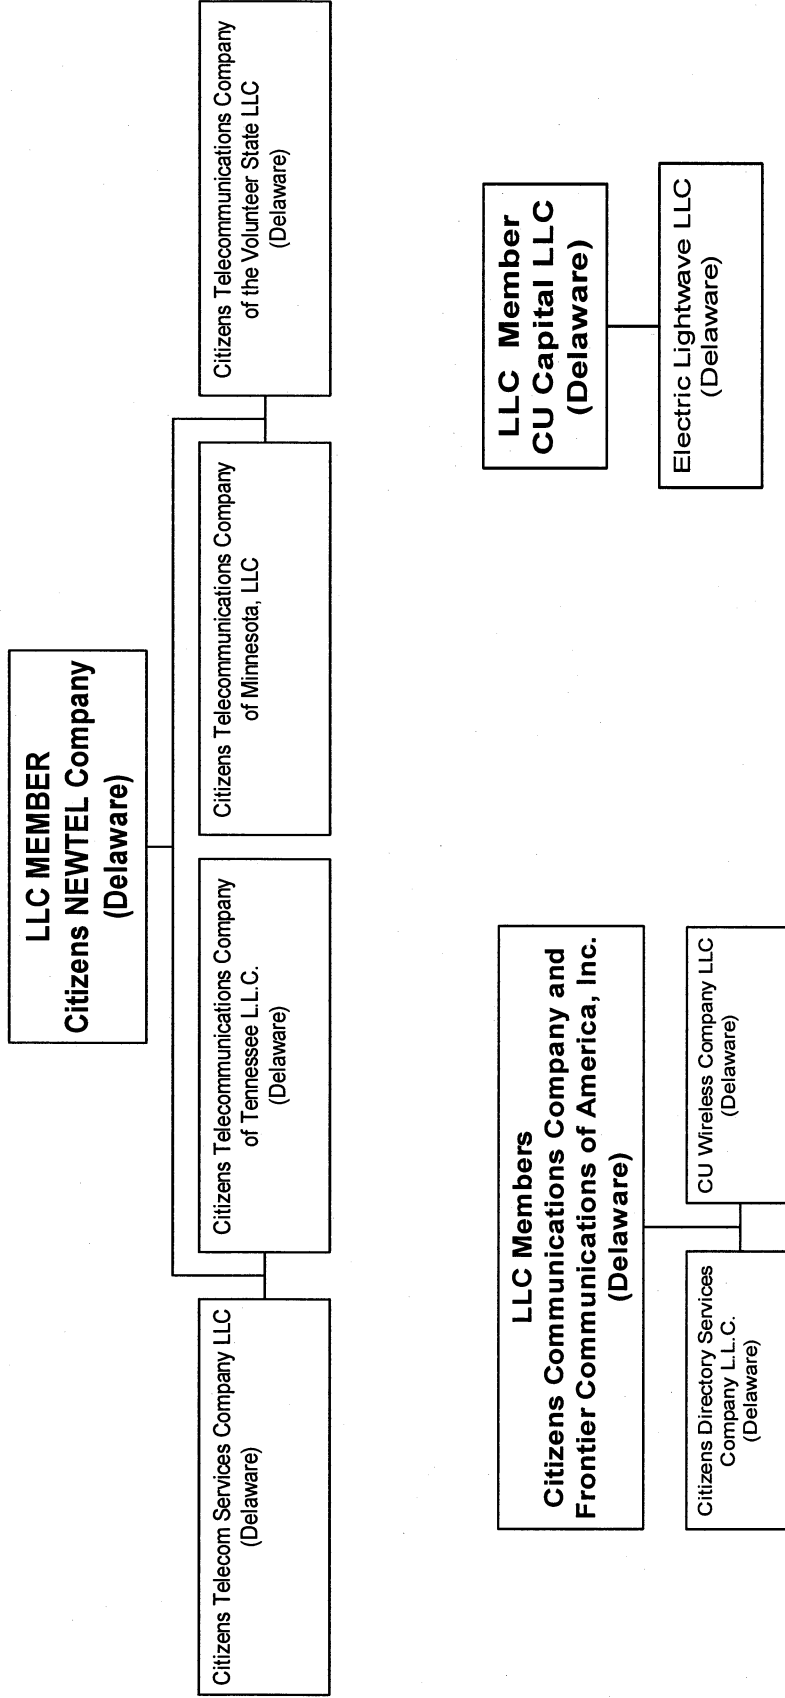 LLC MEMBER
Citizens NEWTEL Company
(Delaware)
Citizens Telecom Services Company LLC
(Delaware)
Citizens Telecommunications Company
of Tennessee L.L.C.
(Delaware)
Citizens Telecommunications Company
of Minnesota, LLC
Citizens Telecommunications Company
of the Volunteer State LLC
(Delaware)
LLC Members
Citizens Communications Company and
Frontier Communications of America, Inc.
(Delaware)
Citizens Directory Services
Company L.L.C.
(Delaware)
CU Wireless Company LLC
(Delaware)
LLC Member
CU Capital LLC
(Delaware)
Electric Lightwave LLC
(Delaware)